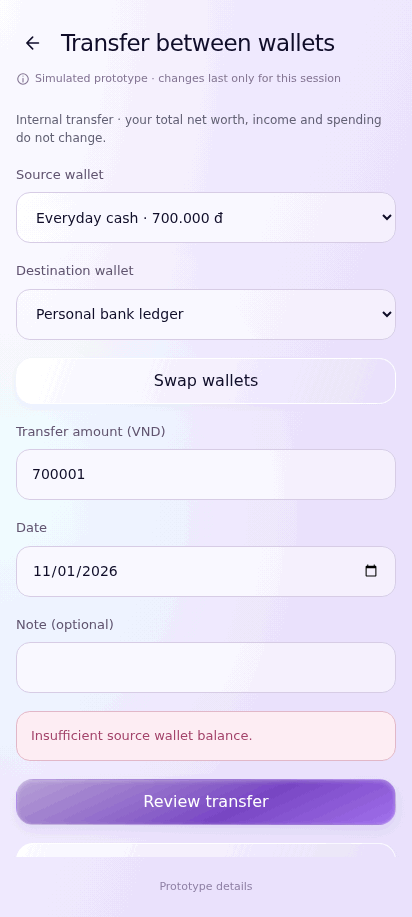 Transfer between wallets
Simulated prototype · changes last only for this session
Internal transfer · your total net worth, income and spending
do not change.
Source wallet
Everyday cash · 700.000 đ
Destination wallet
Personal bank ledger
Swap wallets
Transfer amount (VND)
700001
Date
11/01/2026
Note (optional)
Insufficient source wallet balance.
Review transfer
Prototype details